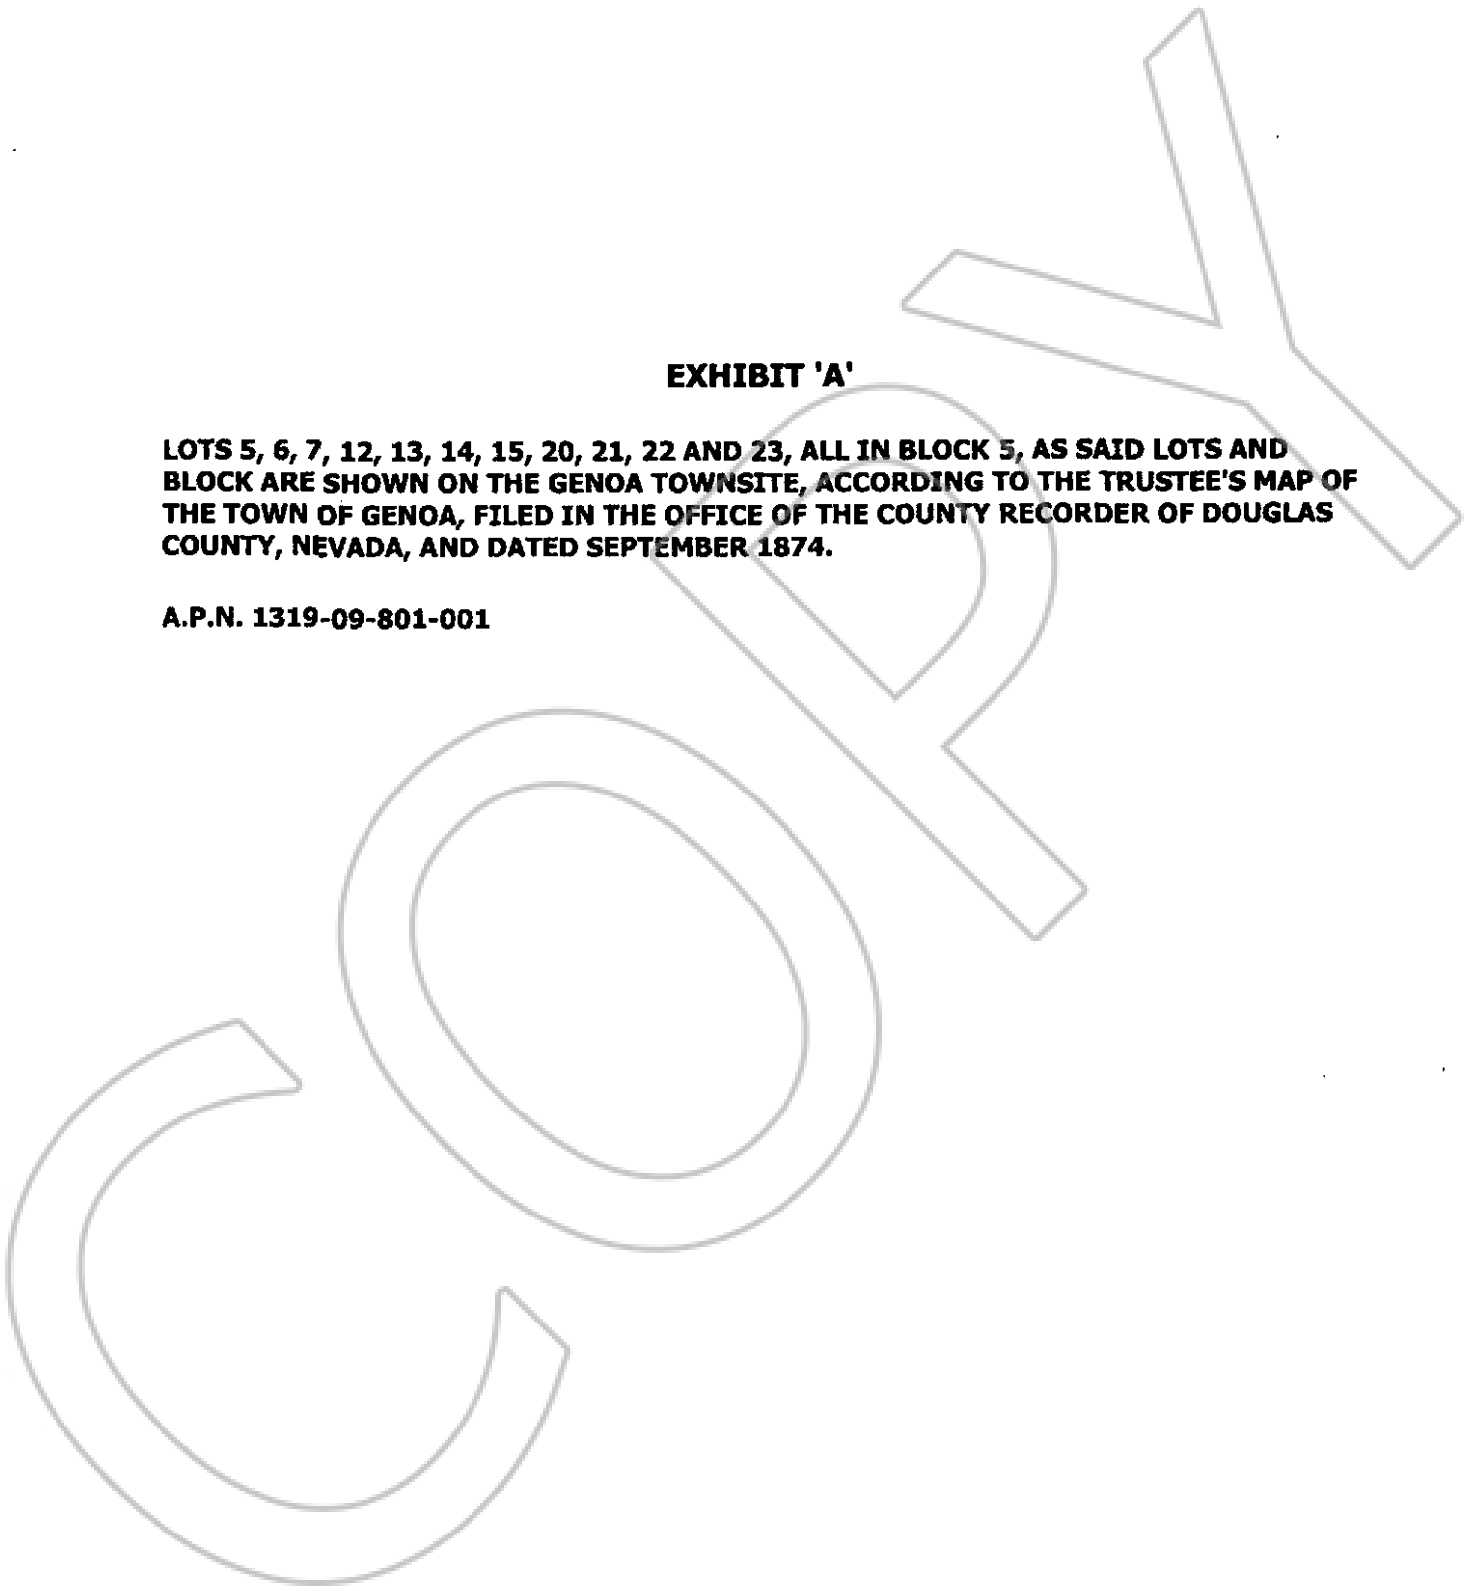 EXHIBIT 'A'
LOTS 5, 6, 7, 12, 13, 14, 15, 20, 21, 22 AND 23, ALL IN BLOCK 5, AS SAID LOTS AND
BLOCK ARE SHOWN ON THE GENOA TOWNSITE, ACCORDING TO THE TRUSTEE'S MAP OF
THE TOWN OF GENOA, FILED IN THE OFFICE OF THE COUNTY RECORDER OF DOUGLAS
COUNTY, NEVADA, AND DATED SEPTEMBER 1874.
A.P.N. 1319-09-801-001
COPY